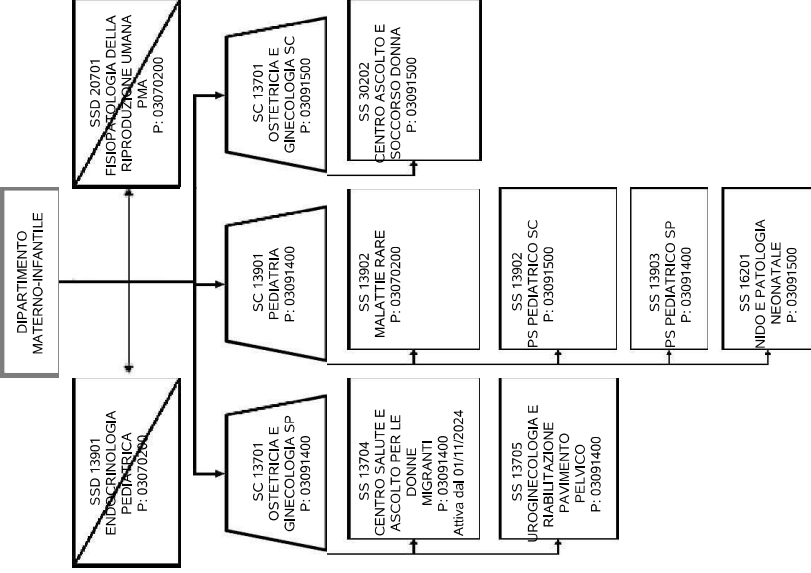 DIPARTIMENTO
MATERNO-INFANTILE
SSD 13901
ENDOCRINOLOGIA
PEDIATRICA
P: 03070200
SSD 20701
FISIOPATOLOGIA DELLA
RIPRODUZIONE UMANA
PMA
P: 03070200
SC 13701
OSTETRICIA E
GINECOLOGIA SP
P: 03091400
SC 13901
PEDIATRIA
P: 03091400
SC 13701
OSTETRICIA E
GINECOLOGIA SC
P: 03091500
SS 13704
CENTRO SALUTE E
ASCOLTO PER LE
DONNE
MIGRANTI
P: 03091400
Attiva dal 01/11/2024
SS 13902
MALATTIE RARE
P: 03070200
SS 30202
CENTRO ASCOLTO E
SOCCORSO DONNA
P: 03091500
SS 13705
UROGINECOLOGIA E
RIABILITAZIONE
PAVIMENTO
PELVICO
P: 03091400
SS 13902
PS PEDIATRICO SC
P: 03091500
SS 13903
PS PEDIATRICO SP
P: 03091400
SS 16201
NIDO E PATOLOGIA
NEONATALE
P: 03091500